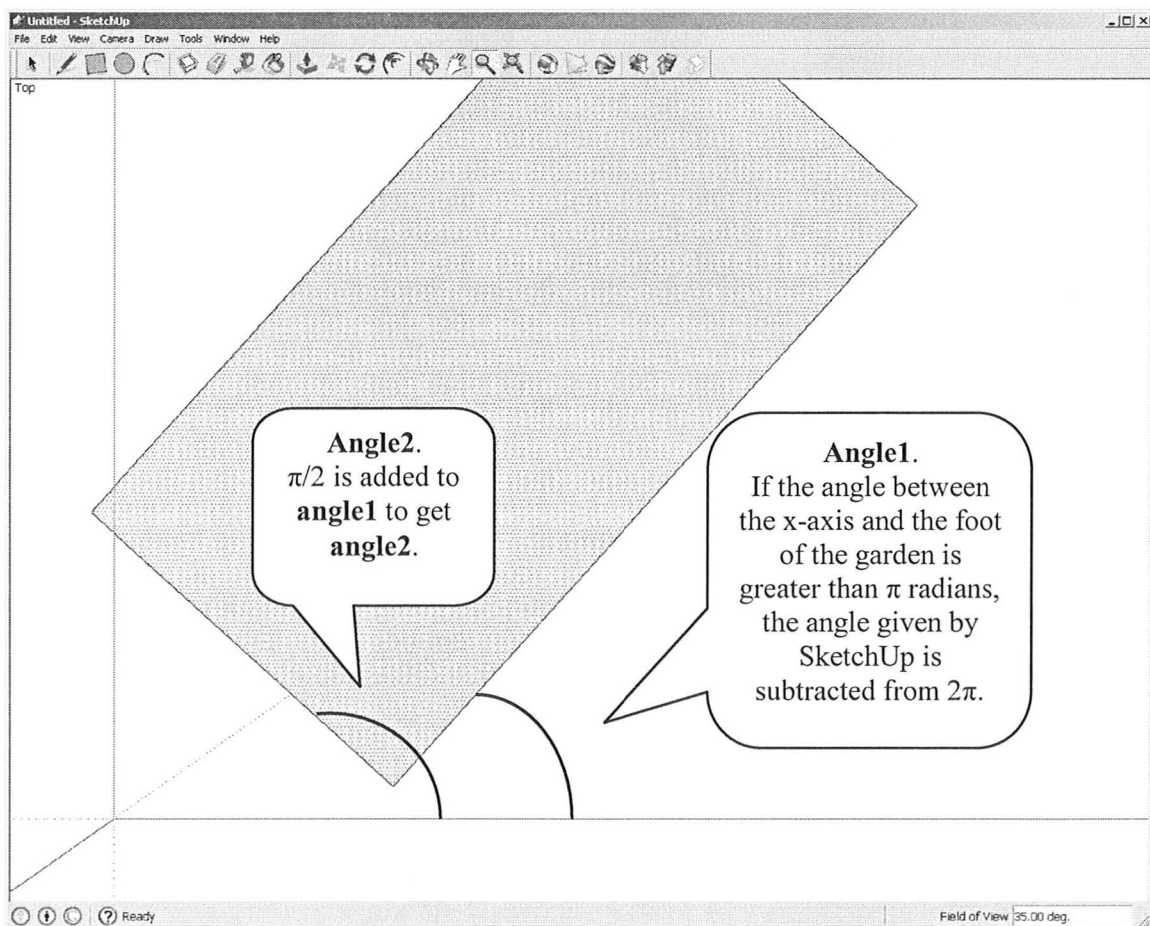 Untitled - SketchUp
File Edit View Camera Draw Tools Window Help
Top
Angle2.
π/2 is added to
angle1 to get
angle2.
Angle1.
If the angle between
the x-axis and the foot
of the garden is
greater than π radians,
the angle given by
SketchUp is
subtracted from 2π.
Ready
Field of View 35.00 deg.